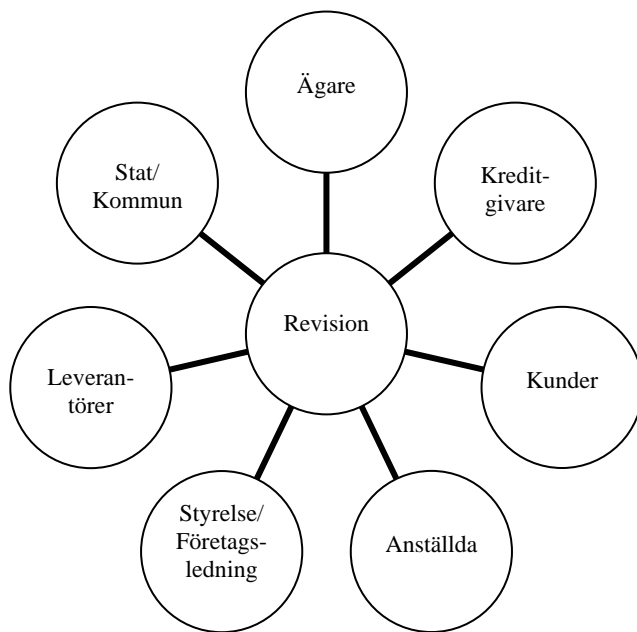 Ägare
Stat/
Kommun
Kredit-
givare
Revision
Leveran-
törer
Kunder
Styrelse/
Företags-
ledning
Anställda